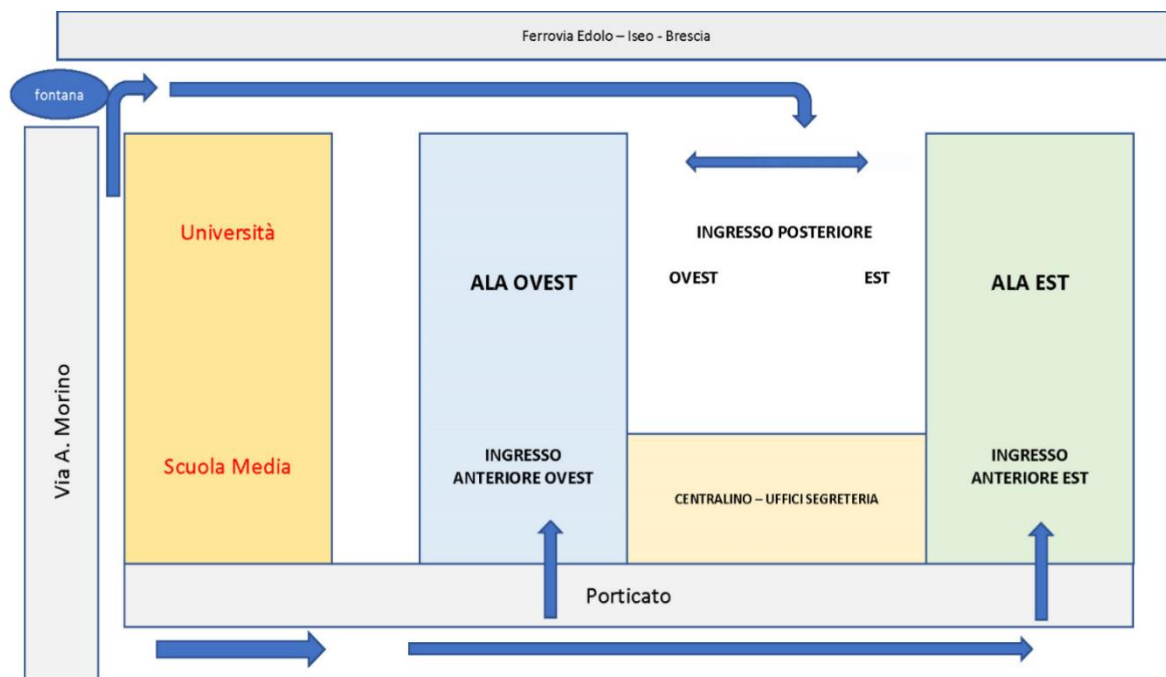 Ferrovia Edolo – Iseo - Brescia
fontana
Università
INGRESSO POSTERIORE
OVEST
EST
ALA OVEST
ALA EST
Via A. Morino
Scuola Media
INGRESSO
ANTERIORE OVEST
CENTRALINO – UFFICI SEGRETERIA
INGRESSO
ANTERIORE EST
Porticato